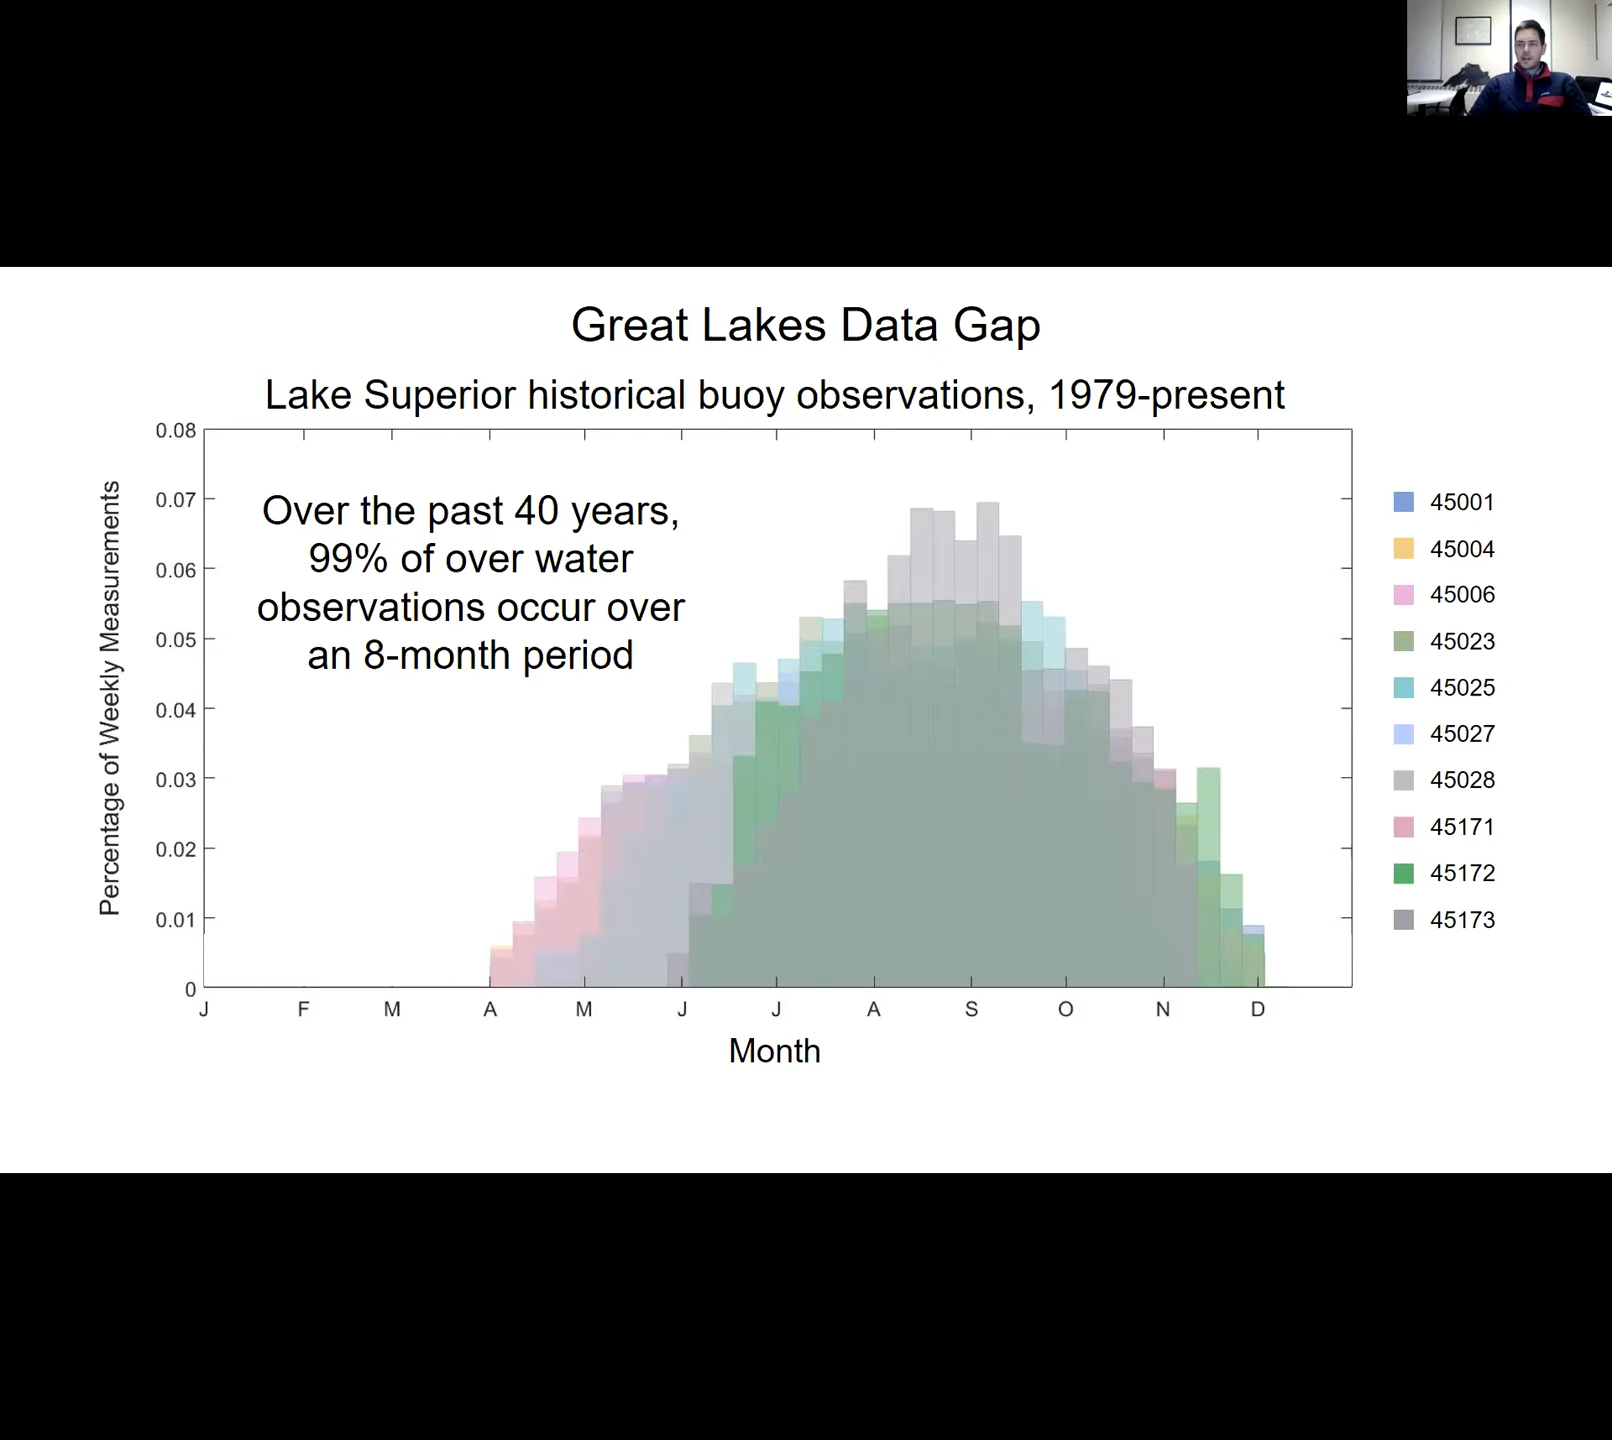 Great Lakes Data Gap
Lake Superior historical buoy observations, 1979-present
Over the past 40 years,
99% of over water
observations occur over
an 8-month period
Percentage of Weekly Measurements
0.08
0.07
0.06
0.05
0.04
0.03
0.02
0.01
0
J F M A M J J A S O N D
Month
45001
45004
45006
45023
45025
45027
45028
45171
45172
45173